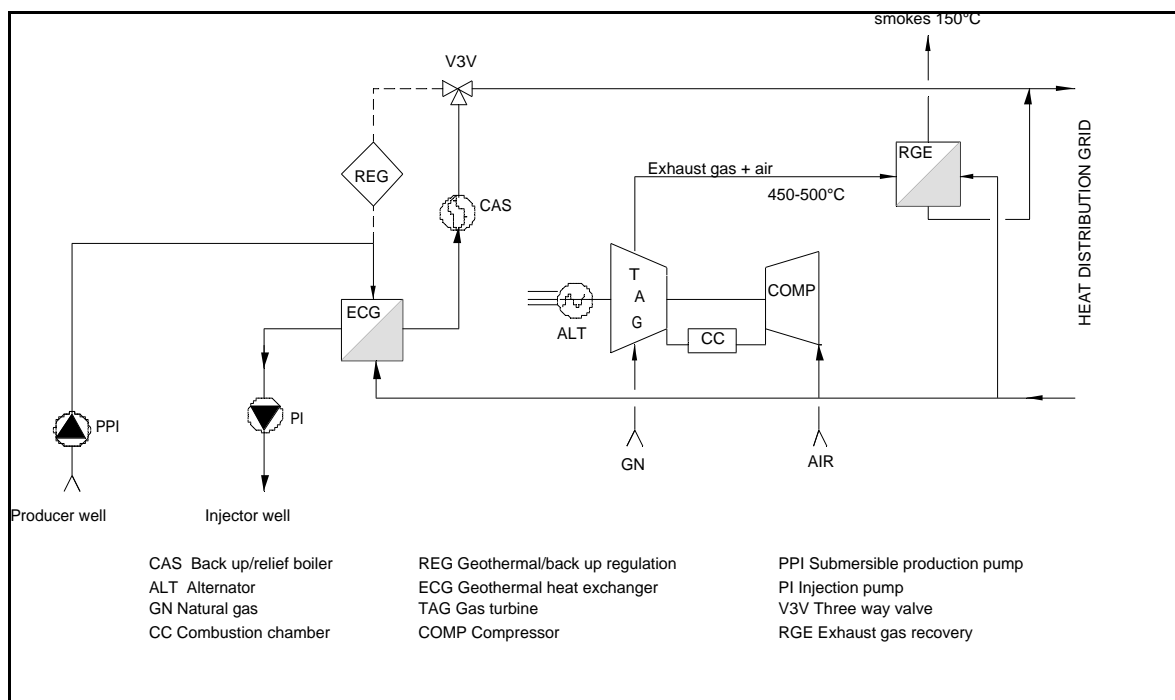 smokes 150°C
V3V
RGE
Exhaust gas + air
REG
450-500°C
CAS
T
A
G
COMP
ECG
ALT
CC
HEAT DISTRIBUTION GRID
PPI
PI
GN
AIR
Producer well
Injector well
CAS Back up/relief boiler
REG Geothermal/back up regulation
PPI Submersible production pump
ALT Alternator
ECG Geothermal heat exchanger
PI Injection pump
GN Natural gas
TAG Gas turbine
V3V Three way valve
CC Combustion chamber
COMP Compressor
RGE Exhaust gas recovery